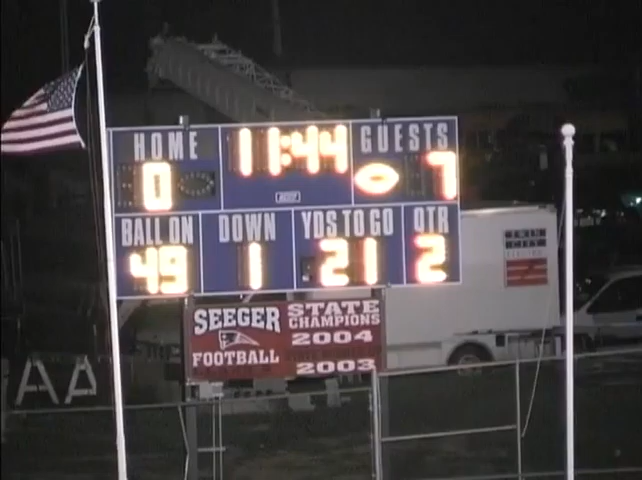 HOME 11:44 GUESTS
0 7
BALL ON DOWN YDS TO GO QTR
49 1 21 2
SEEGER
FOOTBALL
STATE
CHAMPIONS
2004
2003
CITY